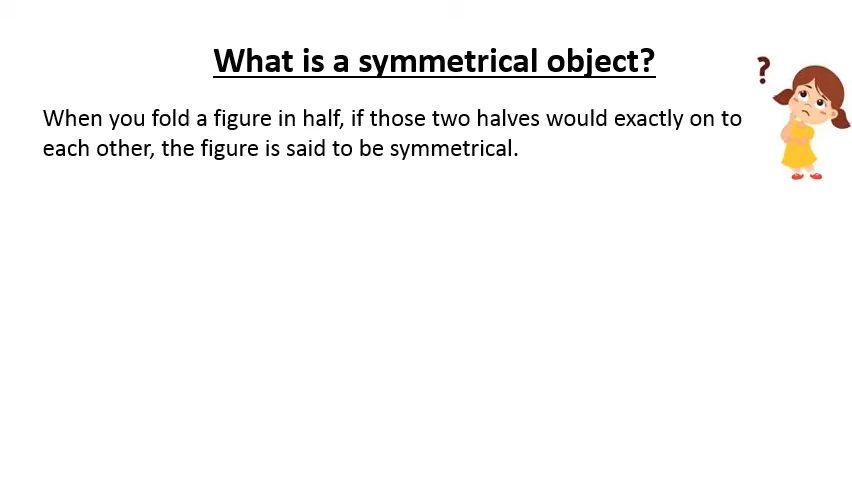 What is a symmetrical object?
?
When you fold a figure in half, if those two halves would exactly on to
each other, the figure is said to be symmetrical.